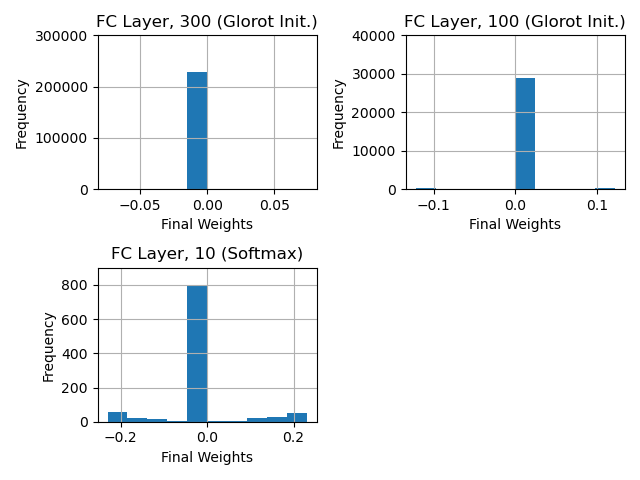 FC Layer, 300 (Glorot Init.)
300000
200000
100000
0
Frequency
−0.05 0.00 0.05
Final Weights
FC Layer, 100 (Glorot Init.)
40000
30000
20000
10000
0
Frequency
−0.1 0.0 0.1
Final Weights
FC Layer, 10 (Softmax)
800
600
400
200
0
Frequency
−0.2 0.0 0.2
Final Weights